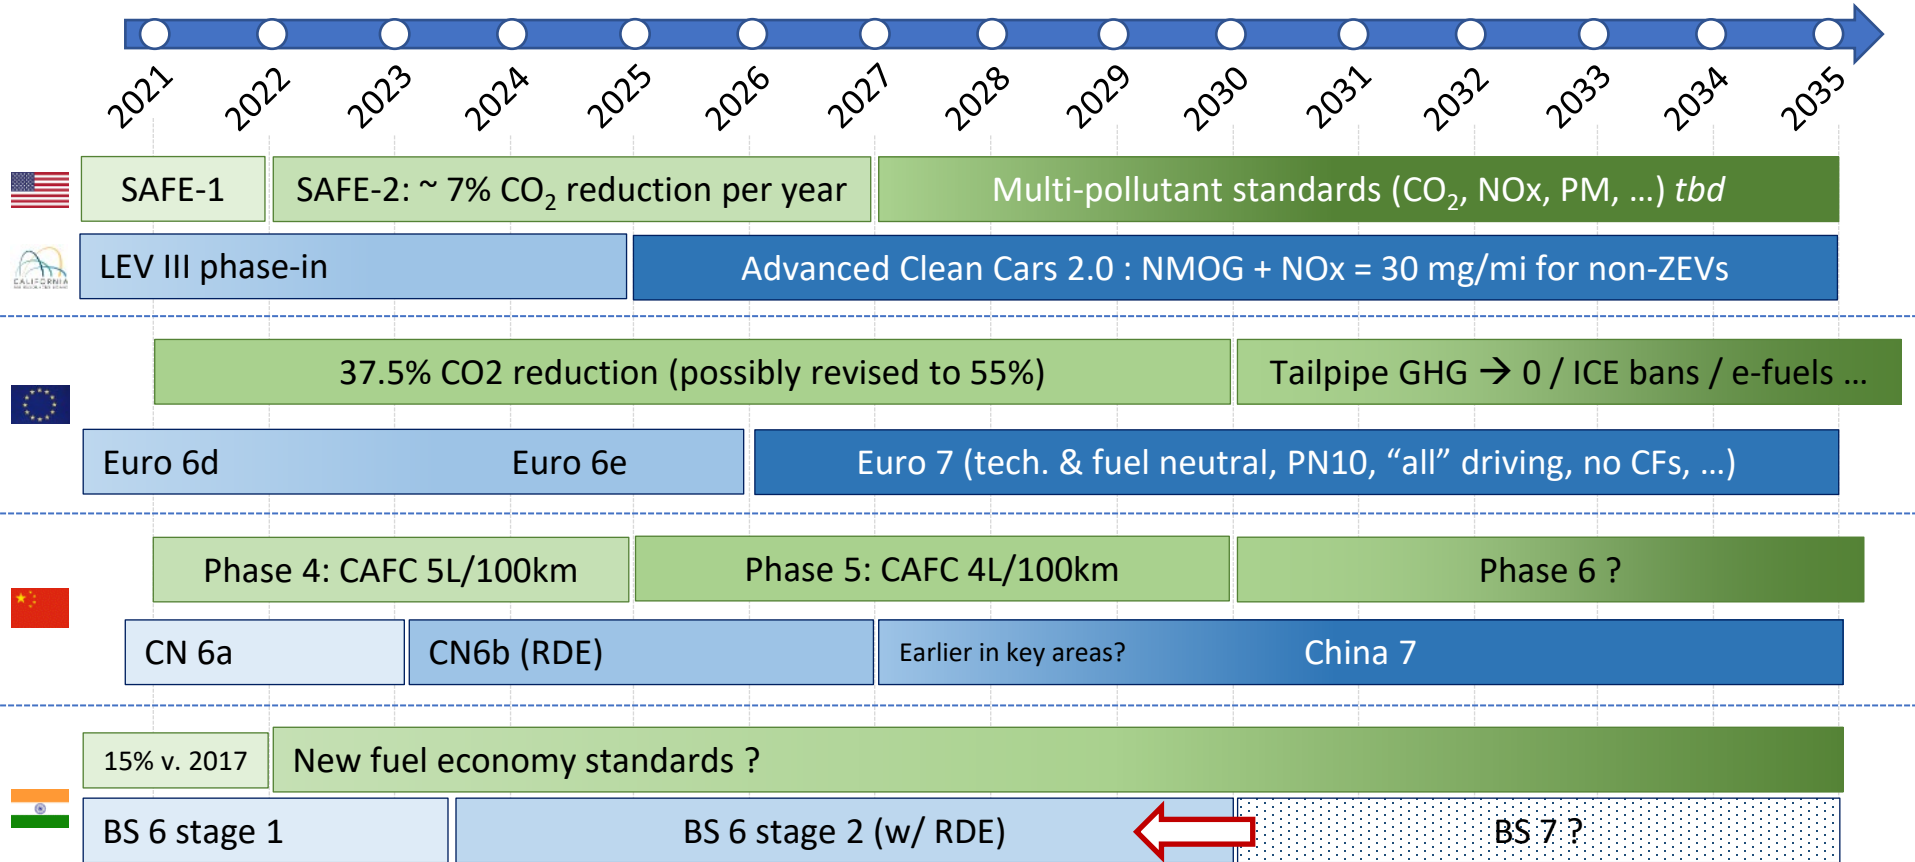 2021 2022 2023 2024 2025 2026 2027 2028 2029 2030 2031 2032 2033 2034 2035
SAFE-1
SAFE-2: ~ 7% CO₂ reduction per year
Multi-pollutant standards (CO₂, NOx, PM, …) tbd
CALIFORNIA
LEV III phase-in
Advanced Clean Cars 2.0 : NMOG + NOx = 30 mg/mi for non-ZEVs
37.5% CO2 reduction (possibly revised to 55%)
Tailpipe GHG → 0 / ICE bans / e-fuels …
Euro 6d
Euro 6e
Euro 7 (tech. & fuel neutral, PN10, “all” driving, no CFs, …)
Phase 4: CAFC 5L/100km
Phase 5: CAFC 4L/100km
Phase 6 ?
CN 6a
CN6b (RDE)
Earlier in key areas?
China 7
15% v. 2017
New fuel economy standards ?
BS 6 stage 1
BS 6 stage 2 (w/ RDE)
BS 7 ?